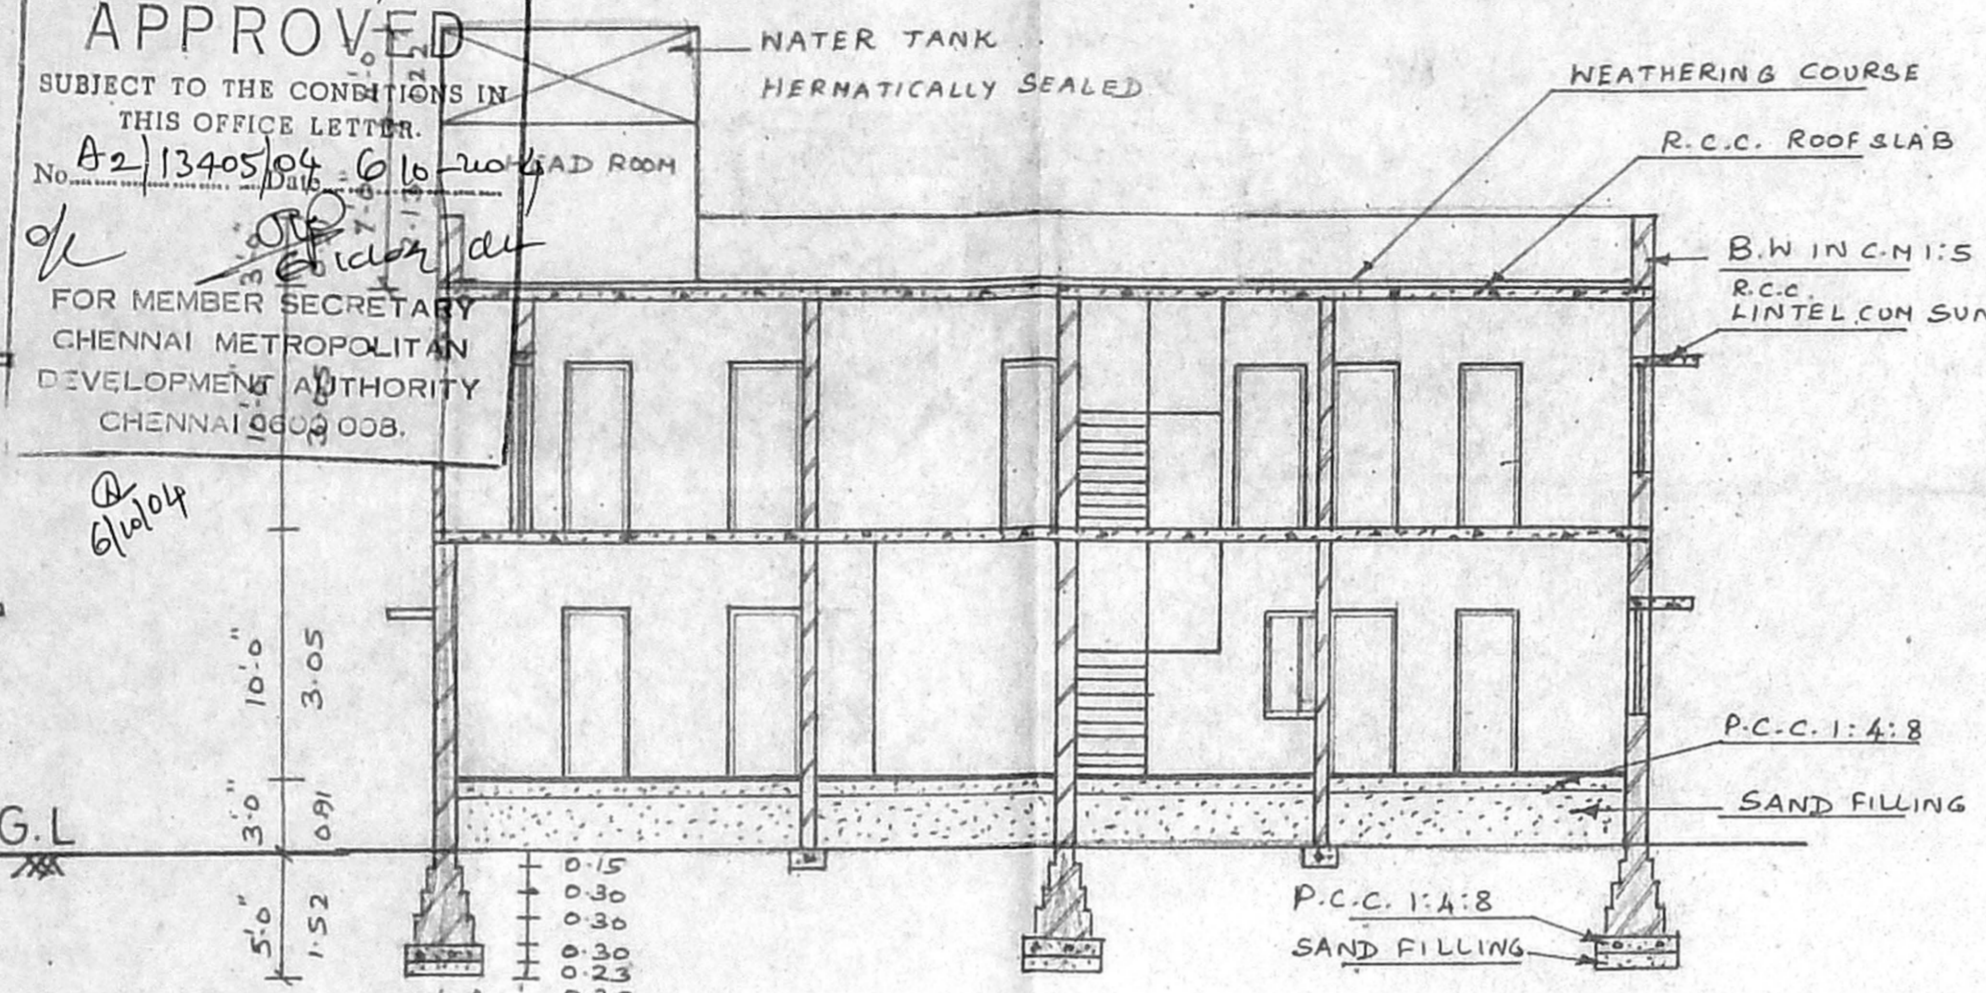 APPROVED
SUBJECT TO THE CONDITIONS IN
THIS OFFICE LETTER.
No. A2/13405/04 Date
FOR MEMBER SECRETARY
CHENNAI METROPOLITAN
DEVELOPMENT AUTHORITY
CHENNAI 600 008.
6/10/04
WATER TANK
HERMATICALLY SEALED
HEAD ROOM
WEATHERING COURSE
R.C.C. ROOF SLAB
B.W IN C.M 1:5
R.C.C.
LINTEL CUM SUN
10'.0"
3.05
3'.0"
0.91
G.L
5'.0"
1.52
0.15
0.30
0.30
0.30
0.23
P.C.C. 1:4:8
SAND FILLING
P.C.C. 1:4:8
SAND FILLING